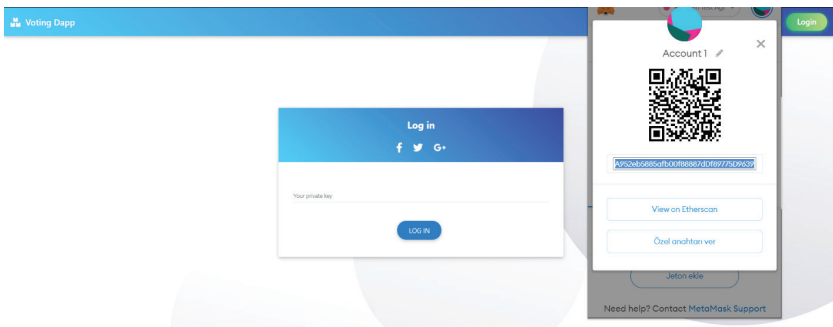 Voting Dapp
Login
Log in
f G+
Your private key
LOG IN
Account 1
A952eb5885afb00f88887dDf89775D9639
View on Etherscan
Özel anahtarı ver
Jeton ekle
Need help? Contact MetaMask Support